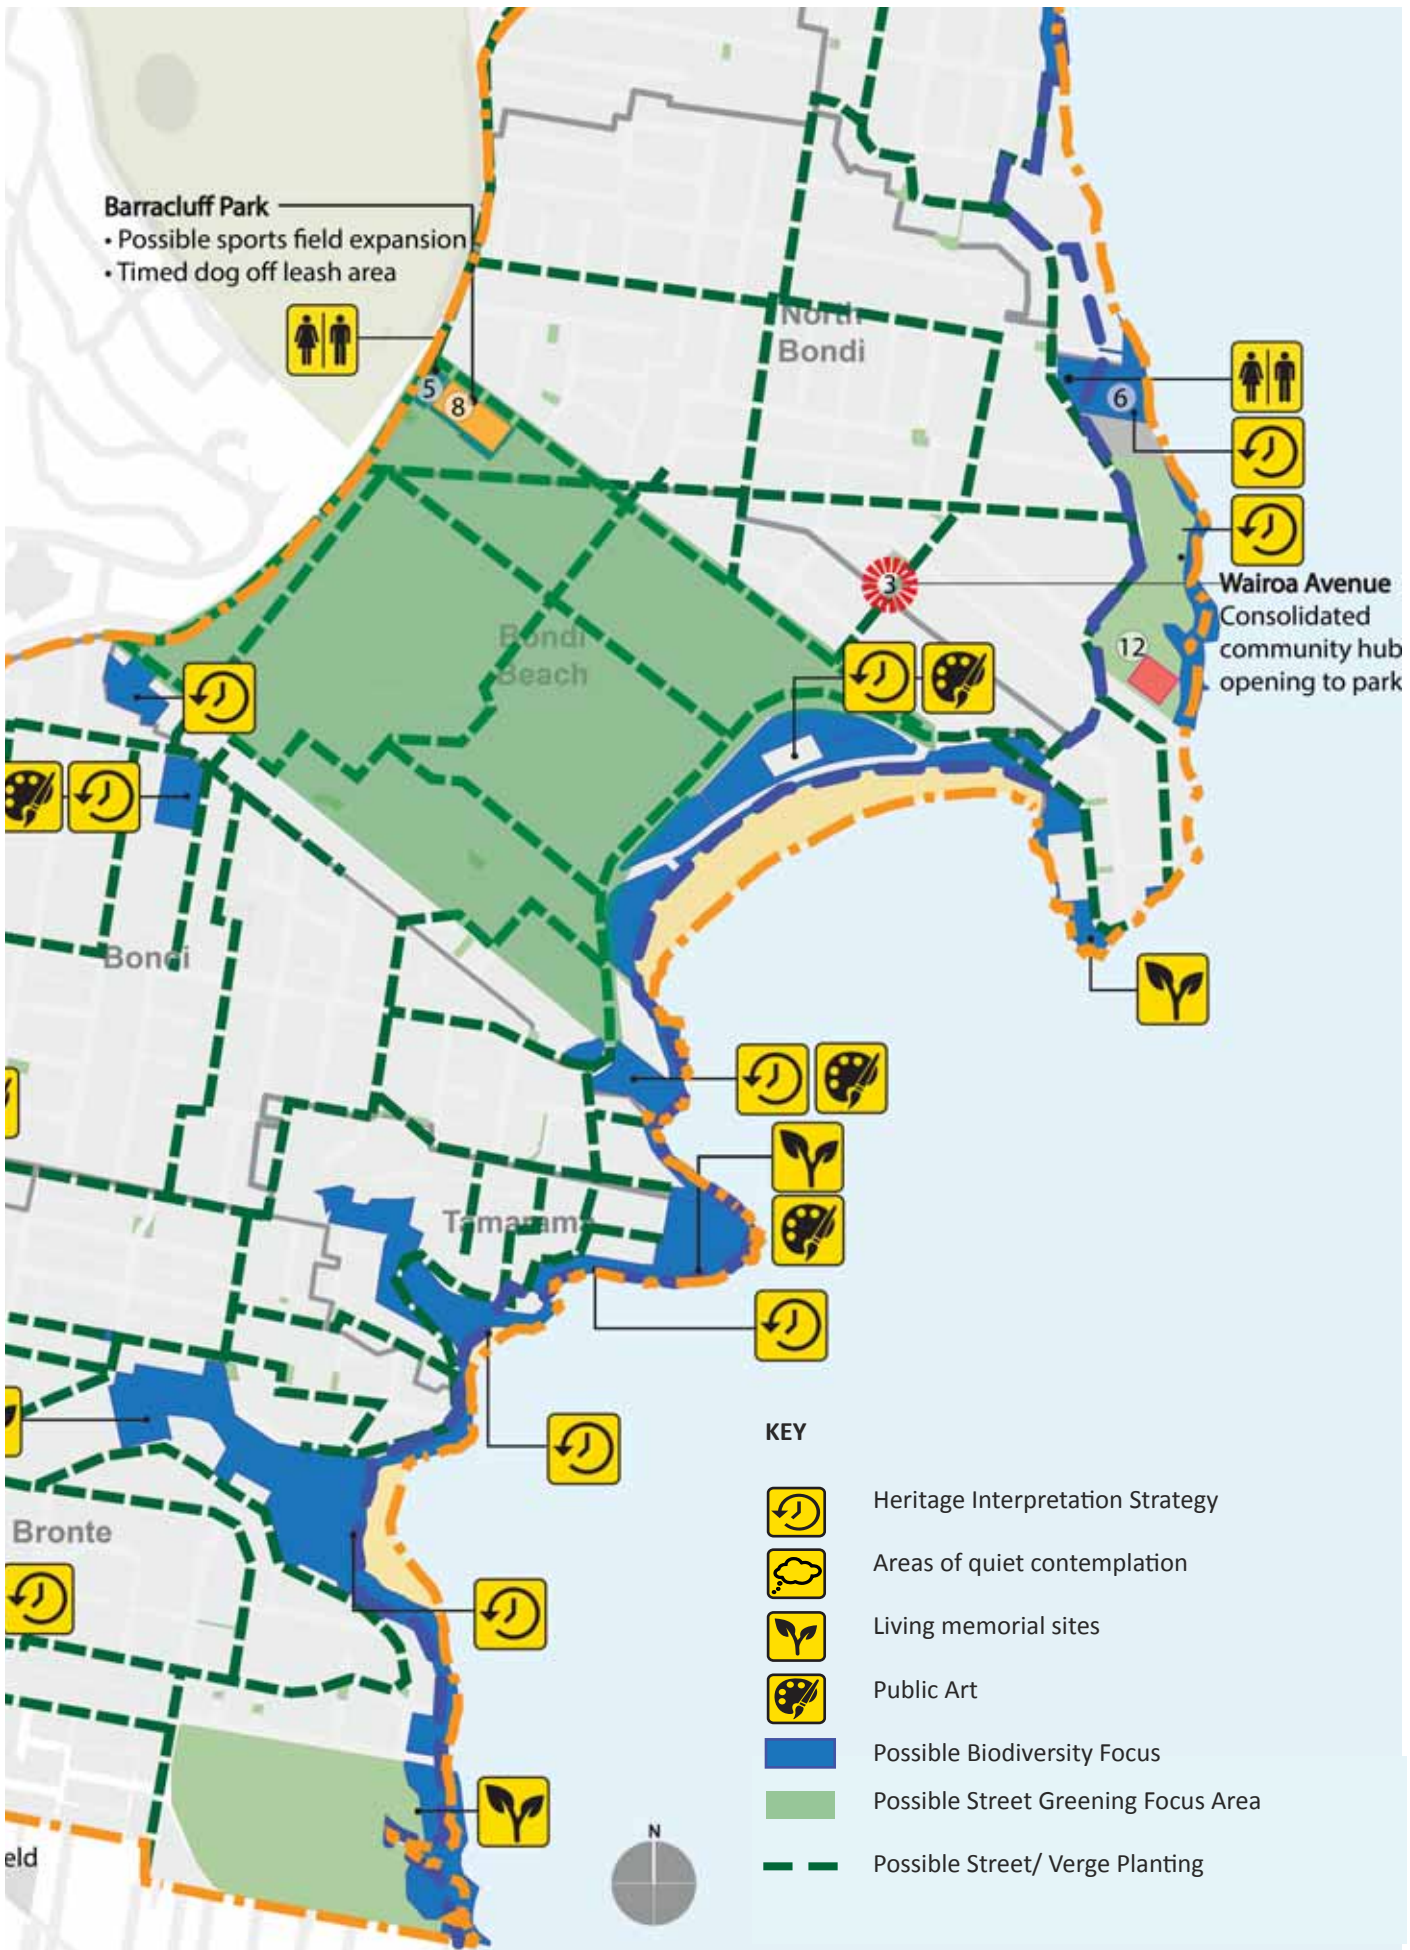 Barracluff Park
• Possible sports field expansion
• Timed dog off leash area
North
Bondi
5
8
6
3
Wairoa Avenue
Consolidated
community hub
opening to park
12
Bondi
Beach
Bondi
Tamarama
KEY
Heritage Interpretation Strategy
Areas of quiet contemplation
Living memorial sites
Public Art
Possible Biodiversity Focus
Possible Street Greening Focus Area
Possible Street/ Verge Planting
Bronte
N
eld